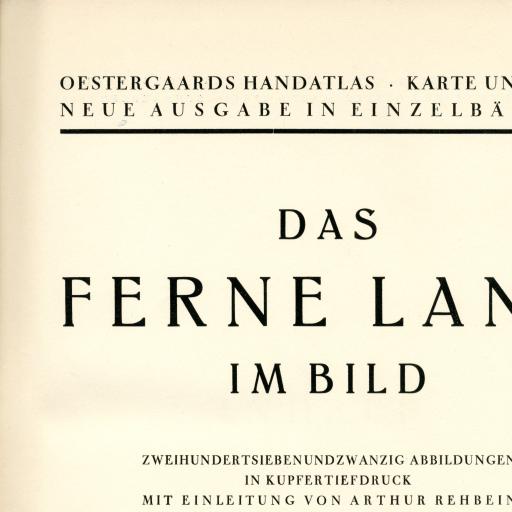 OESTERGAARDS HANDATLAS · KARTE UN
NEUE AUSGABE IN EINZELBÄ
DAS
FERNE LAN
IM BILD
ZWEIHUNDERTSIEBENUNDZWANZIG ABBILDUNGEN
IN KUPFERTIEFDRUCK
MIT EINLEITUNG VON ARTHUR REHBEIN